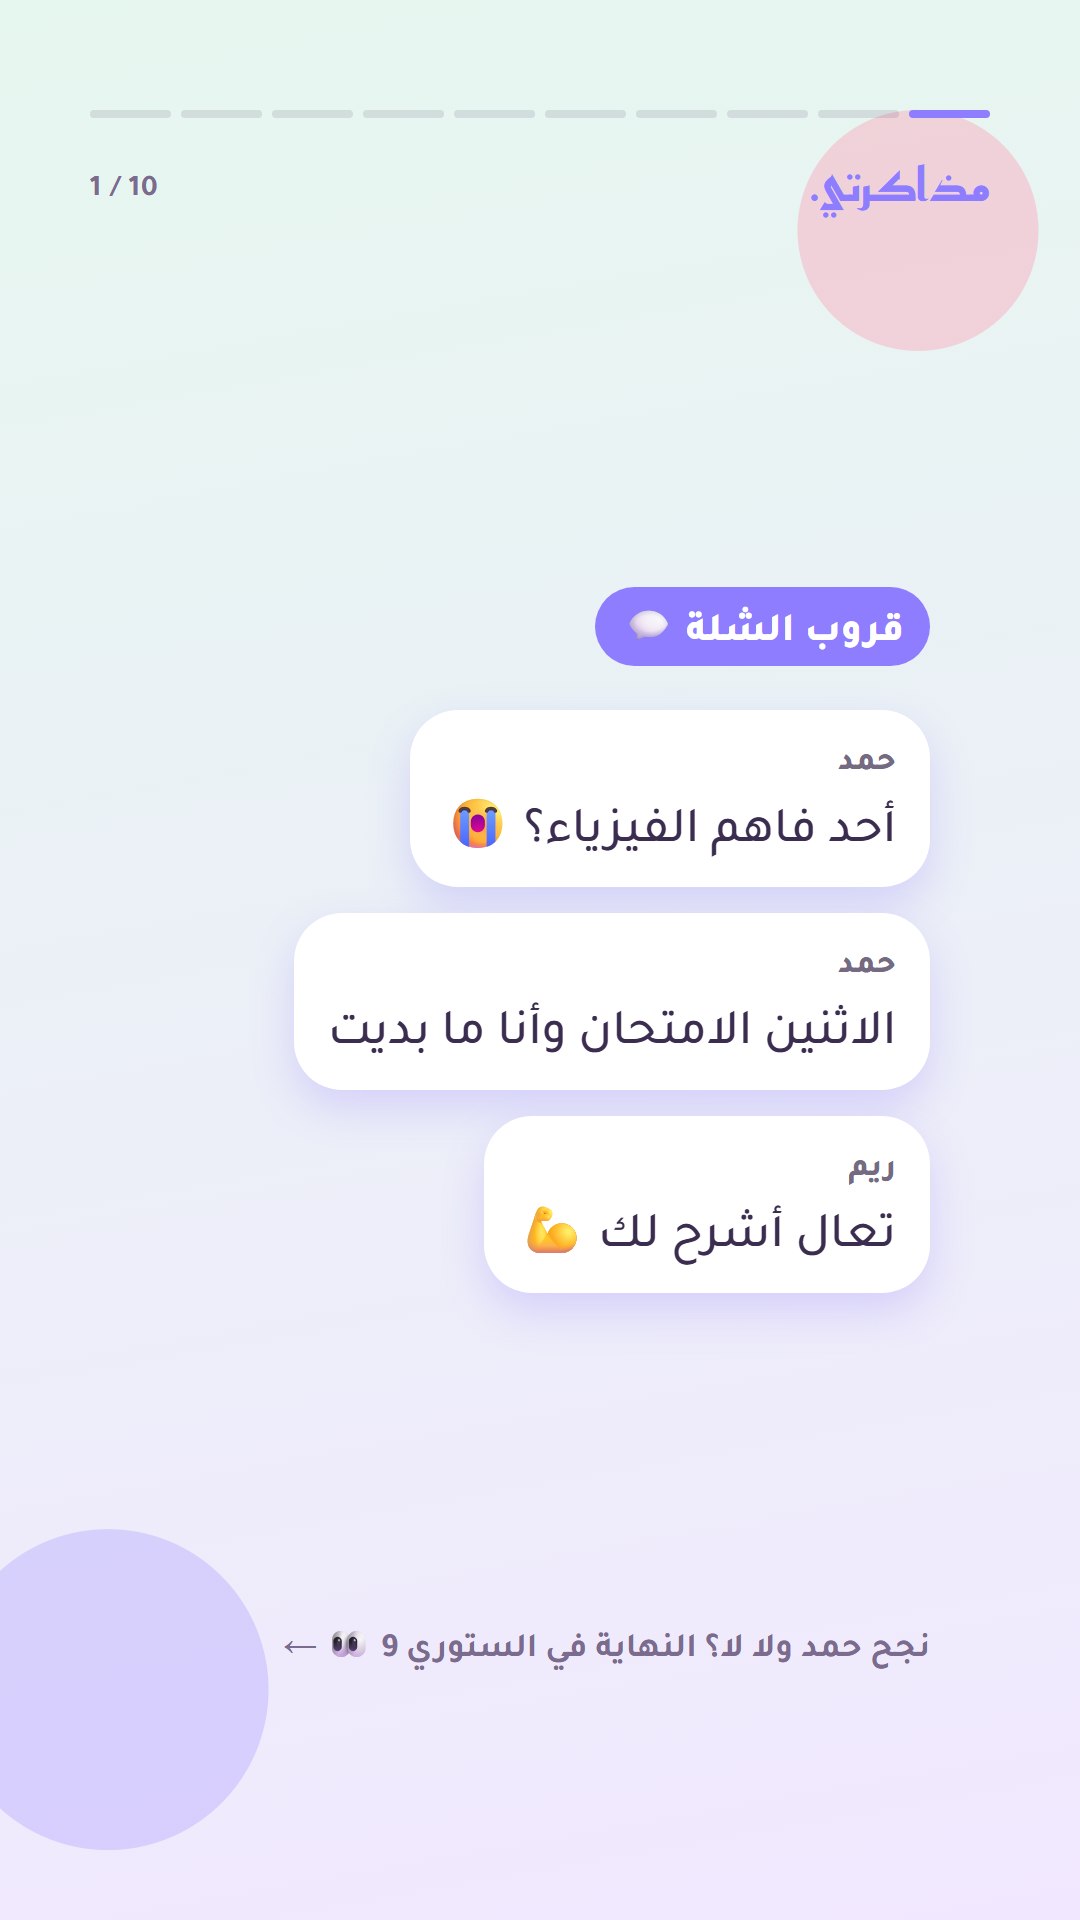 مذاكرتي.
1 / 10
قروب الشلة 💬
حمد
أحد فاهم الفيزياء؟ 😭
حمد
الاثنين الامتحان وأنا ما بديت
ريم
تعال أشرح لك 💪
نجح حمد ولا لا؟ النهاية في الستوري 9 👀 ←